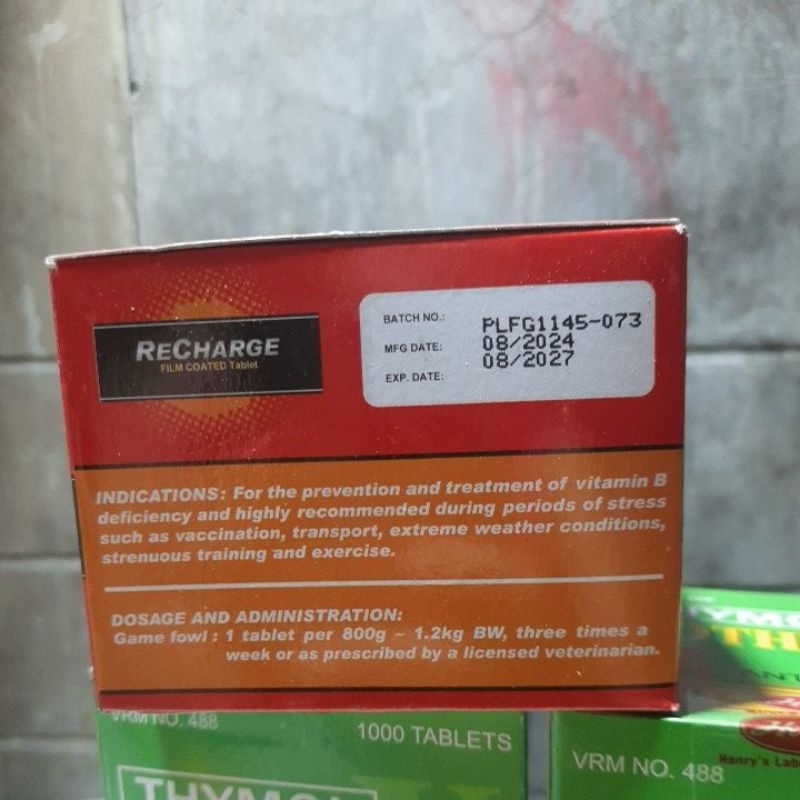 RECHARGE
FILM COATED Tablet
BATCH NO.: PLFG1145-073
MFG DATE: 08/2024
EXP. DATE: 08/2027
INDICATIONS: For the prevention and treatment of vitamin B
deficiency and highly recommended during periods of stress
such as vaccination, transport, extreme weather conditions,
strenuous training and exercise.
DOSAGE AND ADMINISTRATION:
Game fowl : 1 tablet per 800g – 1.2kg BW, three times a
week or as prescribed by a licensed veterinarian.
VRM NO. 488
1000 TABLETS
VRM NO. 488